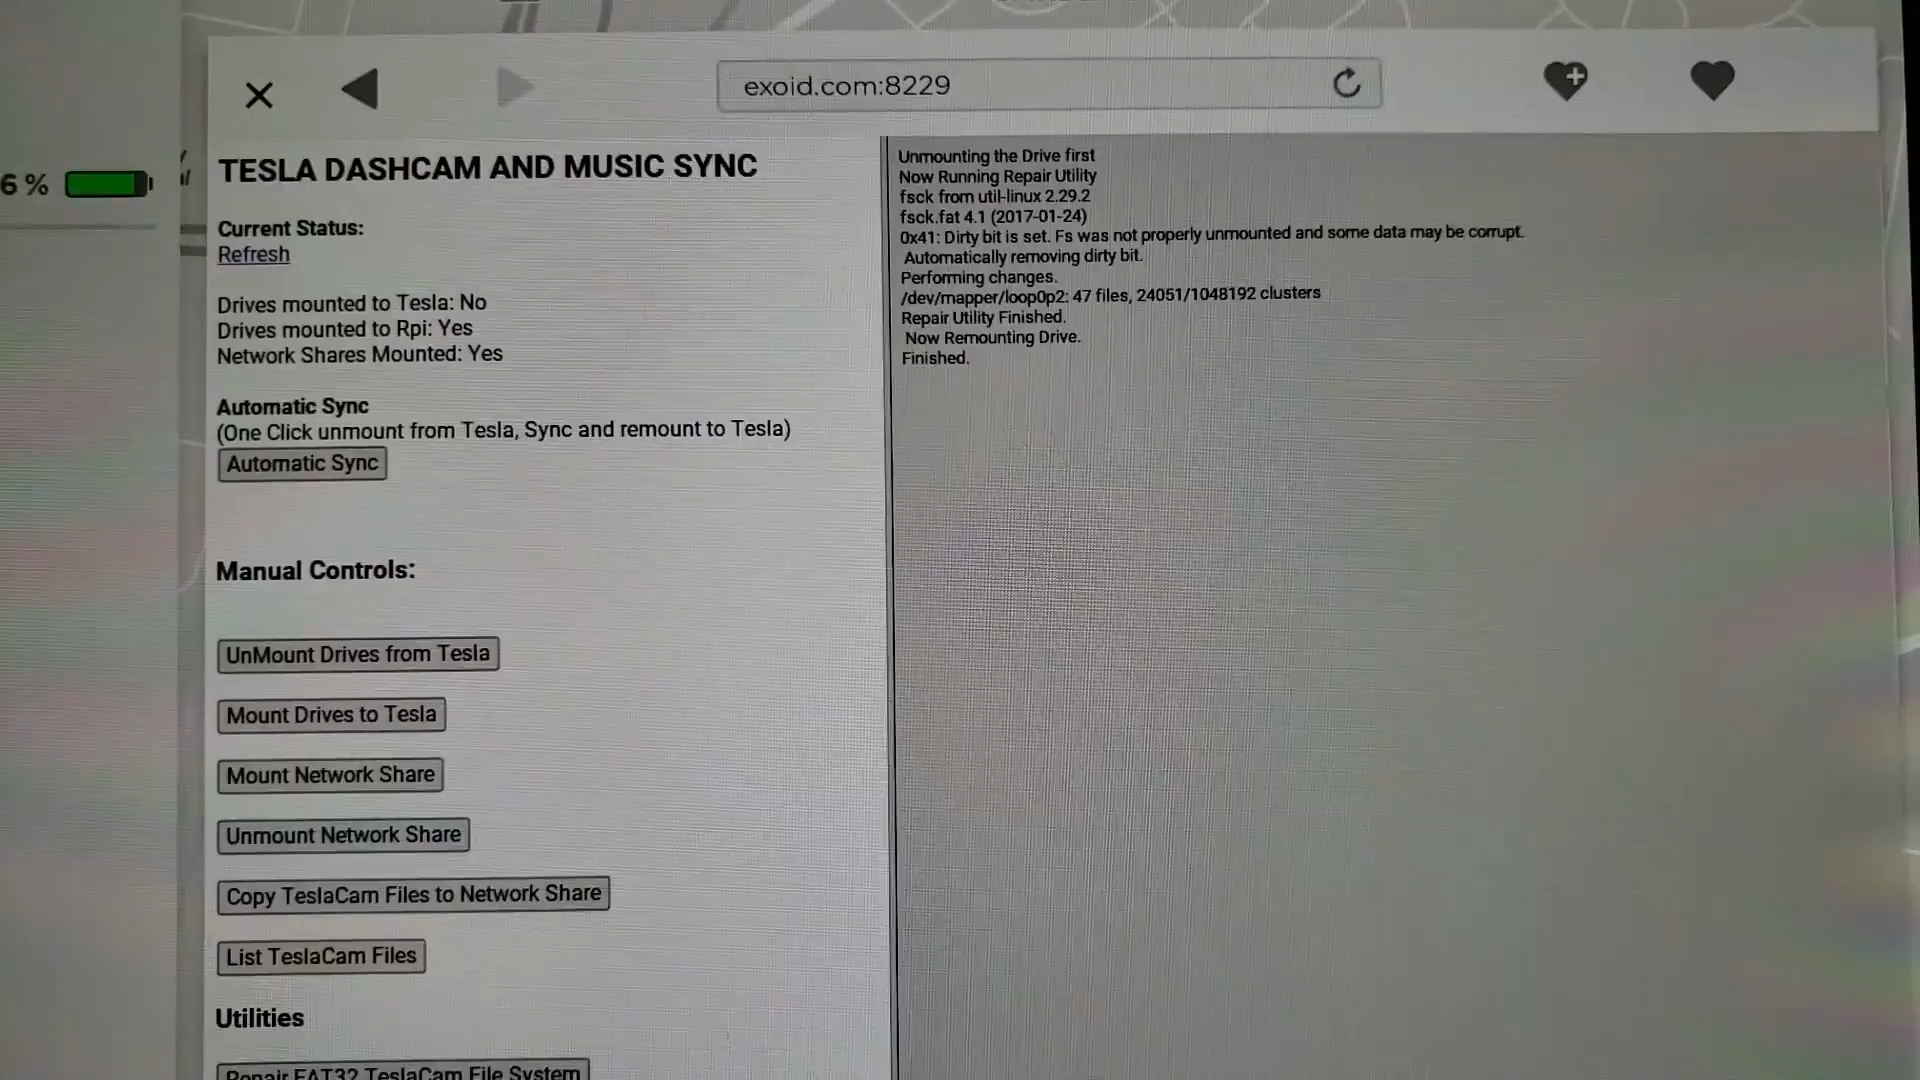 exoid.com:8229
6 %
TESLA DASHCAM AND MUSIC SYNC
Current Status:
Refresh
Drives mounted to Tesla: No
Drives mounted to Rpi: Yes
Network Shares Mounted: Yes
Automatic Sync
(One Click unmount from Tesla, Sync and remount to Tesla)
Automatic Sync
Manual Controls:
UnMount Drives from Tesla
Mount Drives to Tesla
Mount Network Share
Unmount Network Share
Copy TeslaCam Files to Network Share
List TeslaCam Files
Utilities
Repair FAT32 TeslaCam File System
Unmounting the Drive first
Now Running Repair Utility
fsck from util-linux 2.29.2
fsck.fat 4.1 (2017-01-24)
0x41: Dirty bit is set. Fs was not properly unmounted and some data may be corrupt.
Automatically removing dirty bit.
Performing changes.
/dev/mapper/loop0p2: 47 files, 24051/1048192 clusters
Repair Utility Finished.
Now Remounting Drive.
Finished.